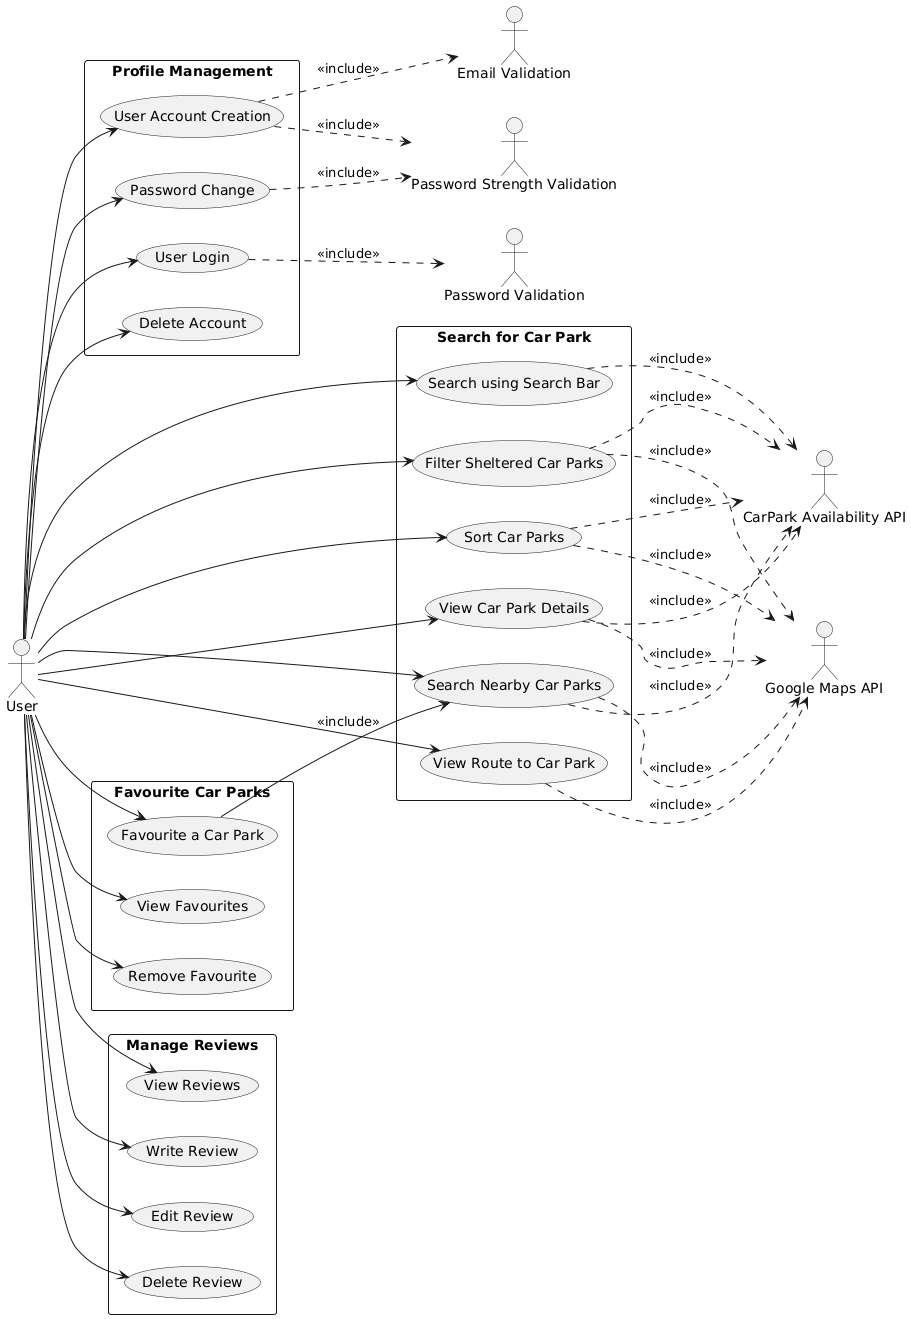 Email Validation
Profile Management
«include»
User Account Creation
«include»
Password Strength Validation
«include»
Password Change
«include»
User Login
Password Validation
Delete Account
Search for Car Park
«include»
Search using Search Bar
«include»
Filter Sheltered Car Parks
«include»
«include»
CarPark Availability API
Sort Car Parks
«include»
«include»
View Car Park Details
«include»
Search Nearby Car Parks
«include»
Google Maps API
User
«include»
View Route to Car Park
«include»
«include»
Favourite Car Parks
Favourite a Car Park
View Favourites
Remove Favourite
Manage Reviews
View Reviews
Write Review
Edit Review
Delete Review